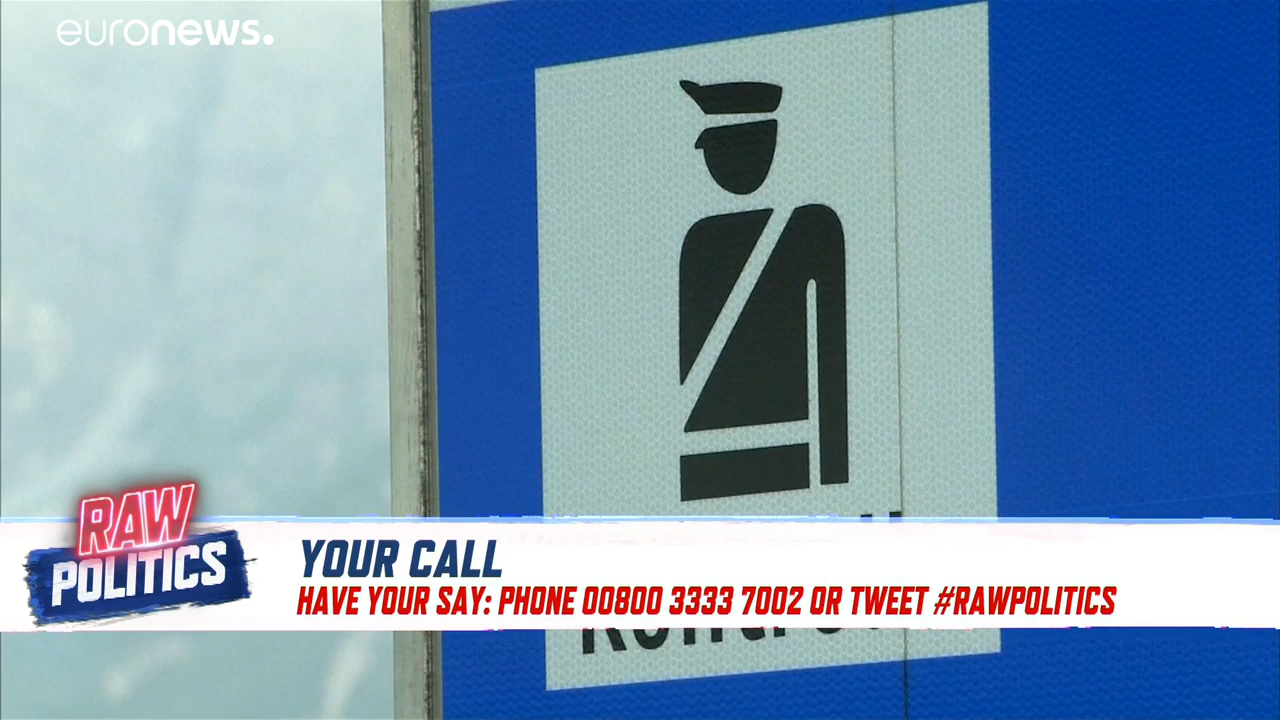 euronews.
RAW
POLITICS
YOUR CALL
HAVE YOUR SAY: PHONE 00800 3333 7002 OR TWEET #RAWPOLITICS